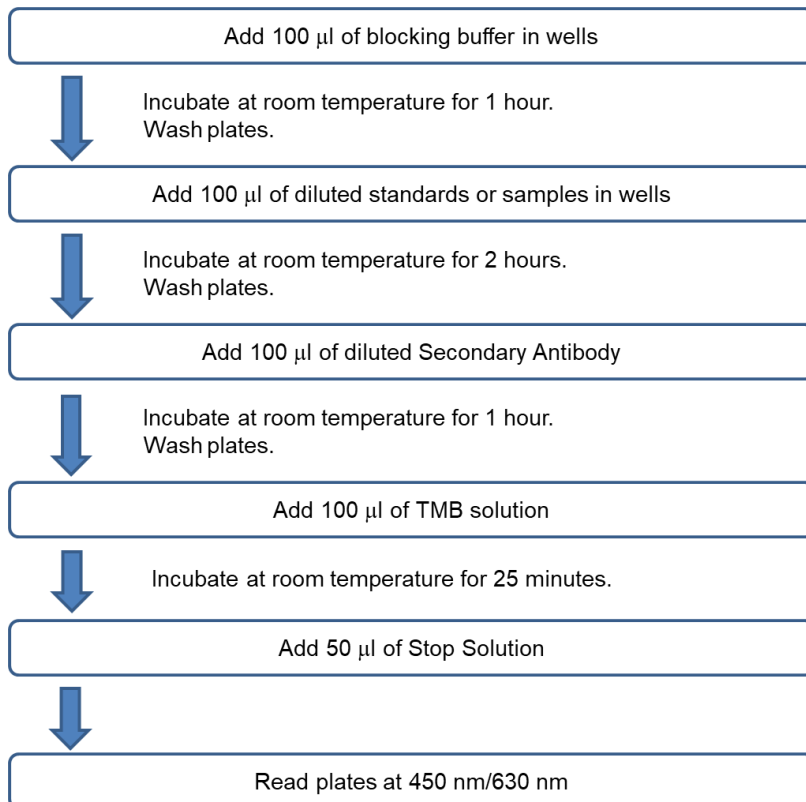 Add 100 μl of blocking buffer in wells
Incubate at room temperature for 1 hour.
Wash plates.
Add 100 μl of diluted standards or samples in wells
Incubate at room temperature for 2 hours.
Wash plates.
Add 100 μl of diluted Secondary Antibody
Incubate at room temperature for 1 hour.
Wash plates.
Add 100 μl of TMB solution
Incubate at room temperature for 25 minutes.
Add 50 μl of Stop Solution
Read plates at 450 nm/630 nm